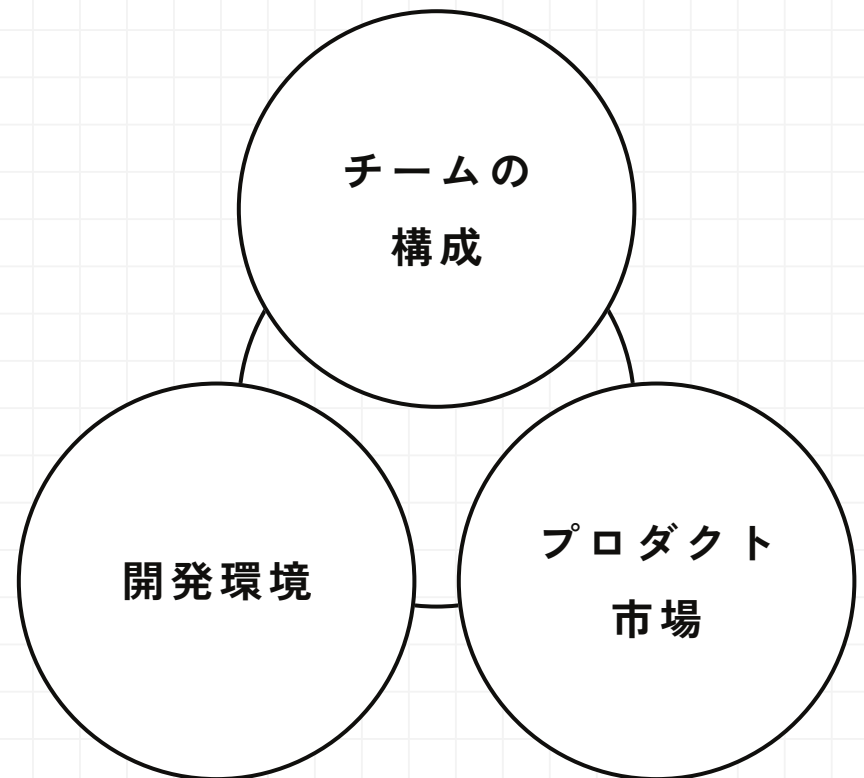 チームの
構成
開発環境
プロダクト
市場